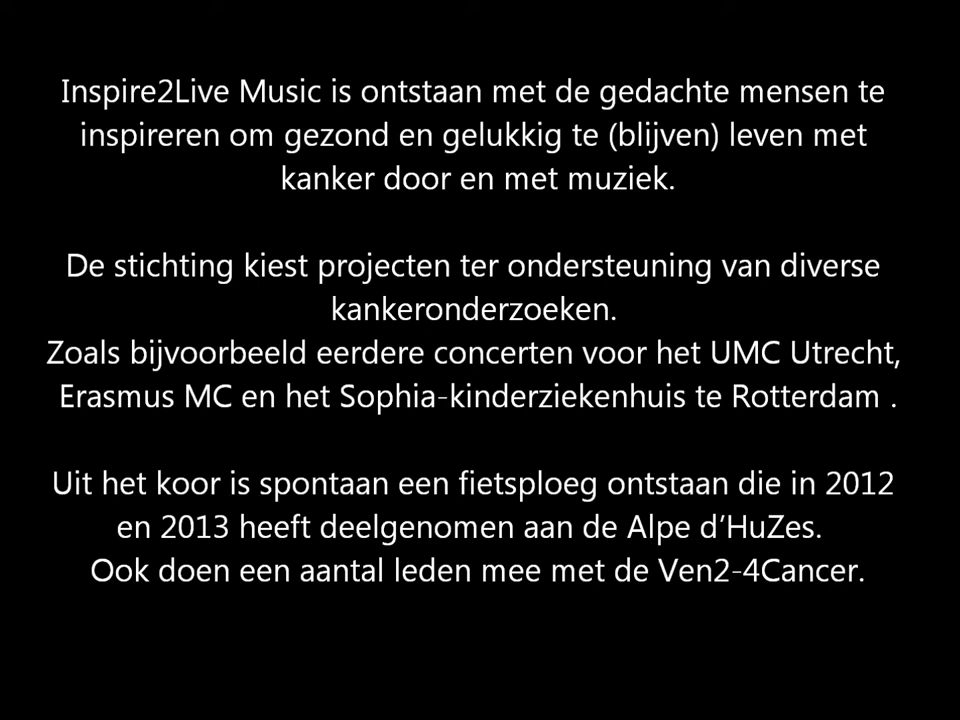 Inspire2Live Music is ontstaan met de gedachte mensen te
inspireren om gezond en gelukkig te (blijven) leven met
kanker door en met muziek.
De stichting kiest projecten ter ondersteuning van diverse
kankeronderzoeken.
Zoals bijvoorbeeld eerdere concerten voor het UMC Utrecht,
Erasmus MC en het Sophia-kinderziekenhuis te Rotterdam .
Uit het koor is spontaan een fietsploeg ontstaan die in 2012
en 2013 heeft deelgenomen aan de Alpe d’HuZes.
Ook doen een aantal leden mee met de Ven2-4Cancer.